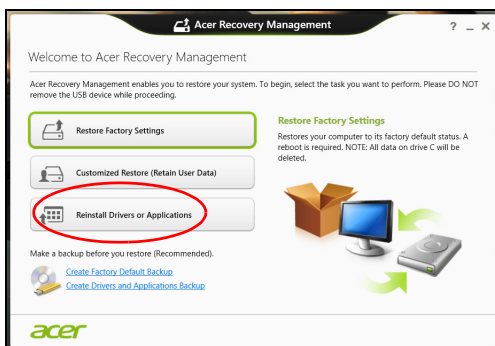 Acer Recovery Management
? _ X
Welcome to Acer Recovery Management
Acer Recovery Management enables you to restore your system. To begin, select the task you want to perform. Please DO NOT
remove the USB device while proceeding.
Restore Factory Settings
Customized Restore (Retain User Data)
Reinstall Drivers or Applications
Restore Factory Settings
Restores your computer to its factory default status. A
reboot is required. NOTE: All data on drive C will be
deleted.
Make a backup before you restore (Recommended).
Create Factory Default Backup
Create Drivers and Applications Backup
acer